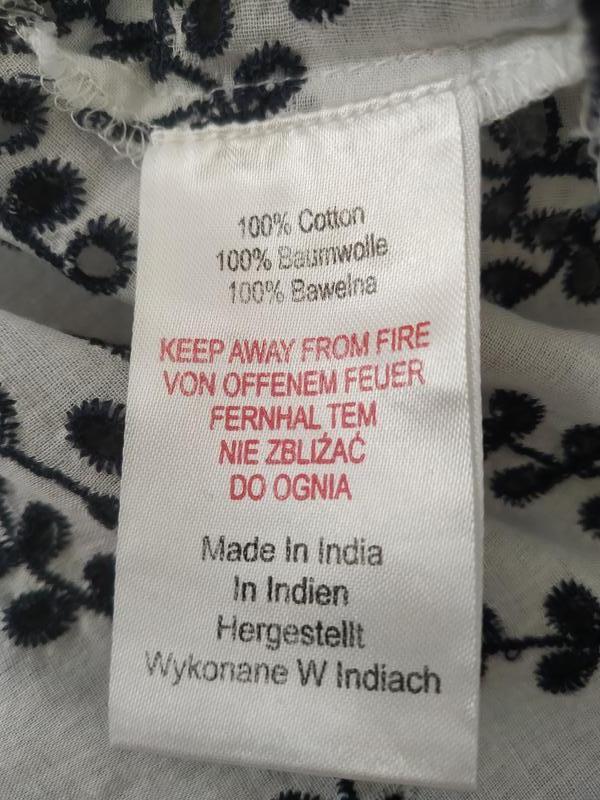 100% Cotton
100% Baumwolle
100% Bawelna
KEEP AWAY FROM FIRE
VON OFFENEM FEUER
FERNHAL TEM
NIE ZBLIŹAĆ
DO OGNIA
Made In India
In Indien
Hergestellt
Wykonane W Indiach